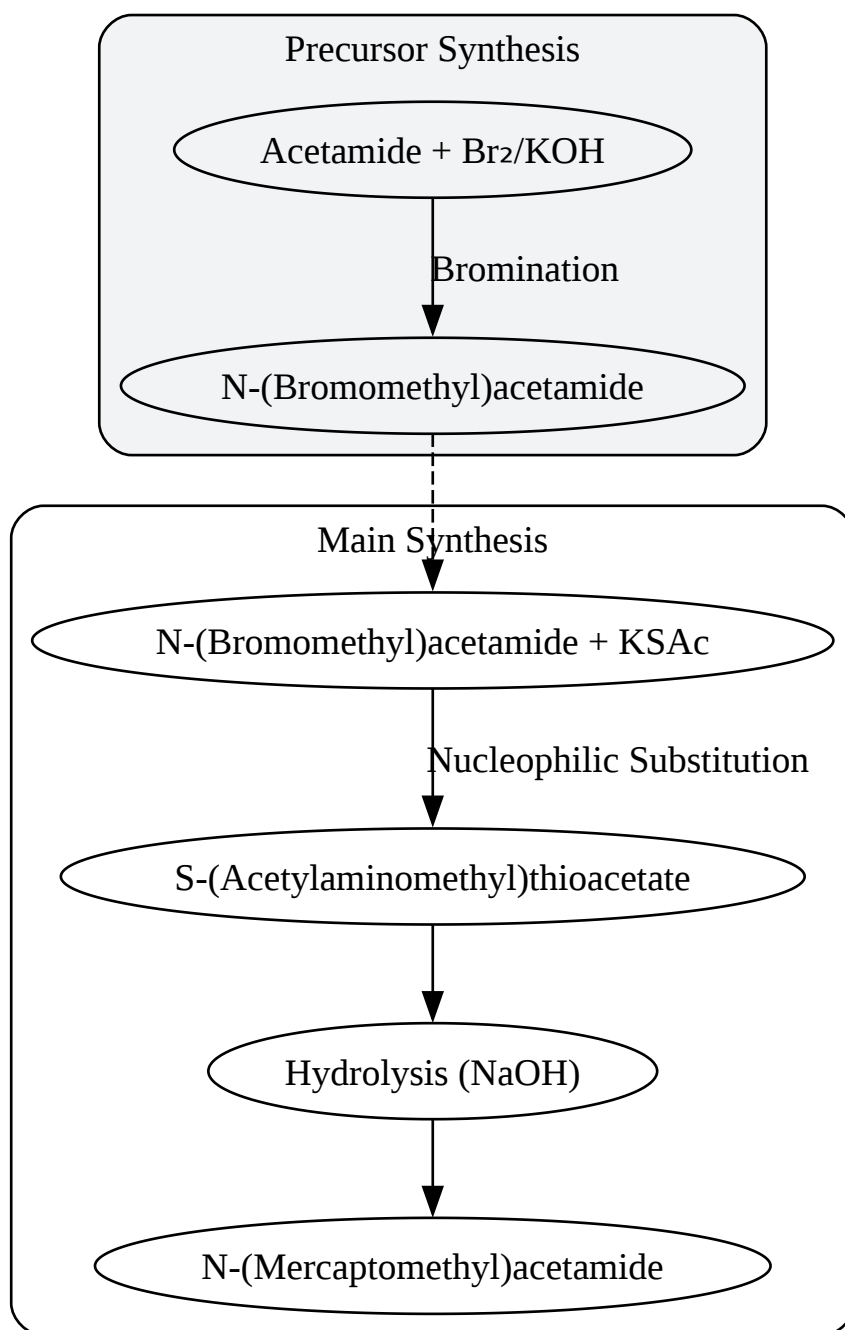 Precursor Synthesis
Acetamide + Br₂/KOH
Bromination
N-(Bromomethyl)acetamide
Main Synthesis
N-(Bromomethyl)acetamide + KSAc
Nucleophilic Substitution
S-(Acetylaminomethyl)thioacetate
Hydrolysis (NaOH)
N-(Mercaptomethyl)acetamide